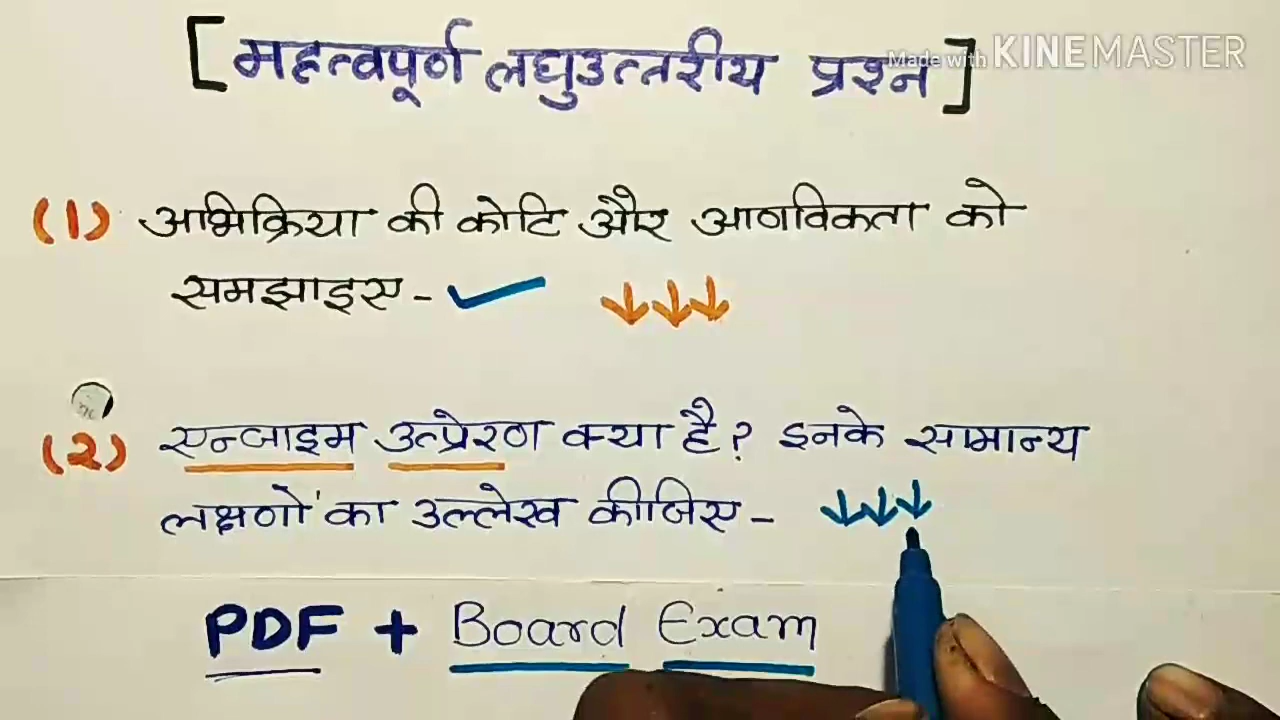 [महत्वपूर्ण लघुउत्तरीय प्रश्न]
Made with KINEMASTER
(1) अभिक्रिया की कोटि और आणविकता को
समझाइए -
(2) एन्जाइम उत्प्रेरण क्या है? इनके सामान्य
लक्षणों का उल्लेख कीजिए -
PDF + Board Exam